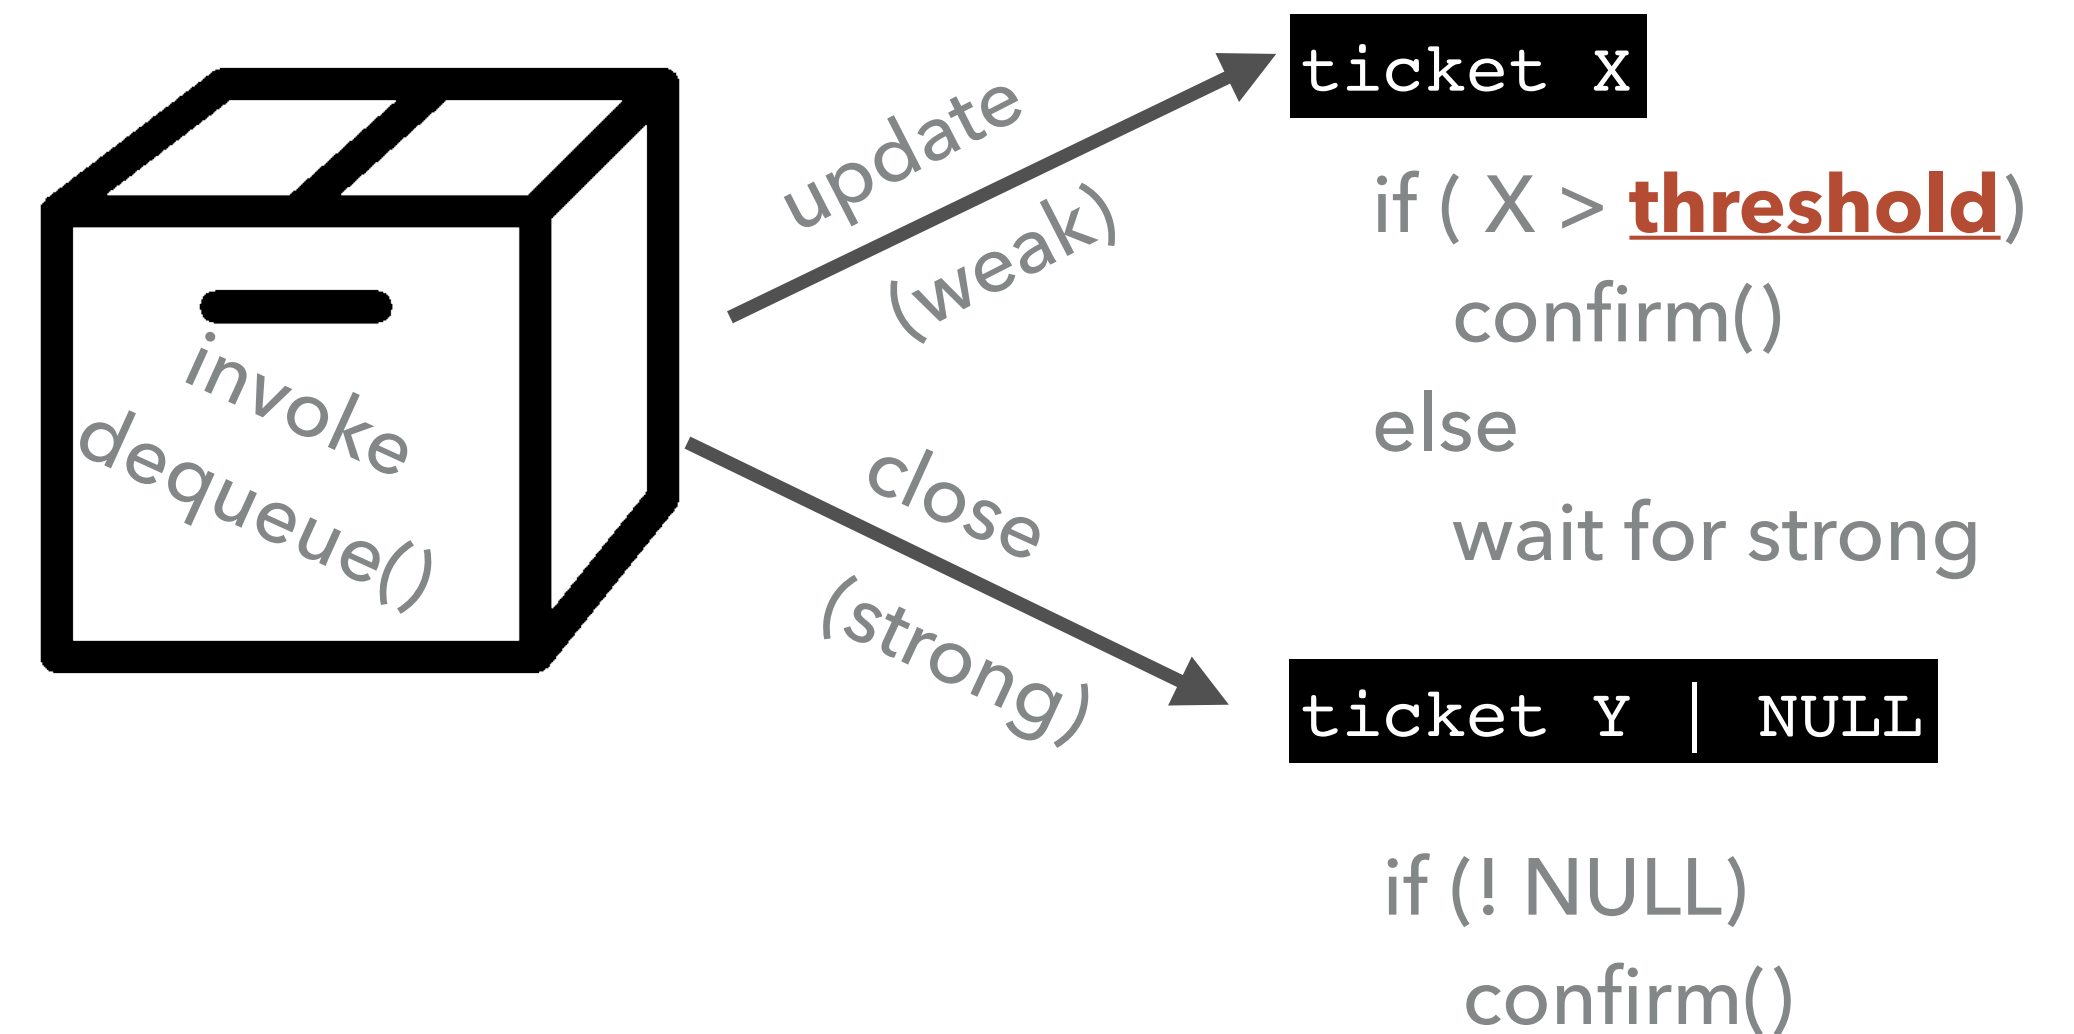 invoke
dequeue()
update
(weak)
close
(strong)
ticket X
if ( X > threshold)
confirm()
else
wait for strong
ticket Y | NULL
if (! NULL)
confirm()